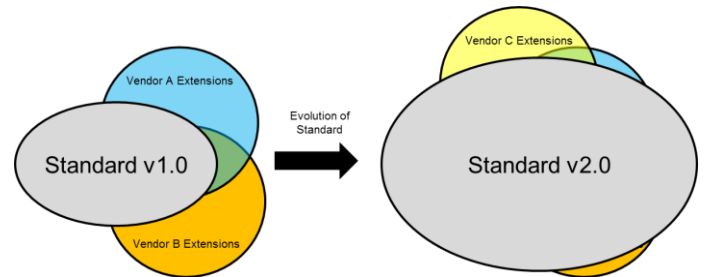 Vendor A Extensions
Standard v1.0
Vendor B Extensions
Evolution of
Standard
Vendor C Extensions
Standard v2.0